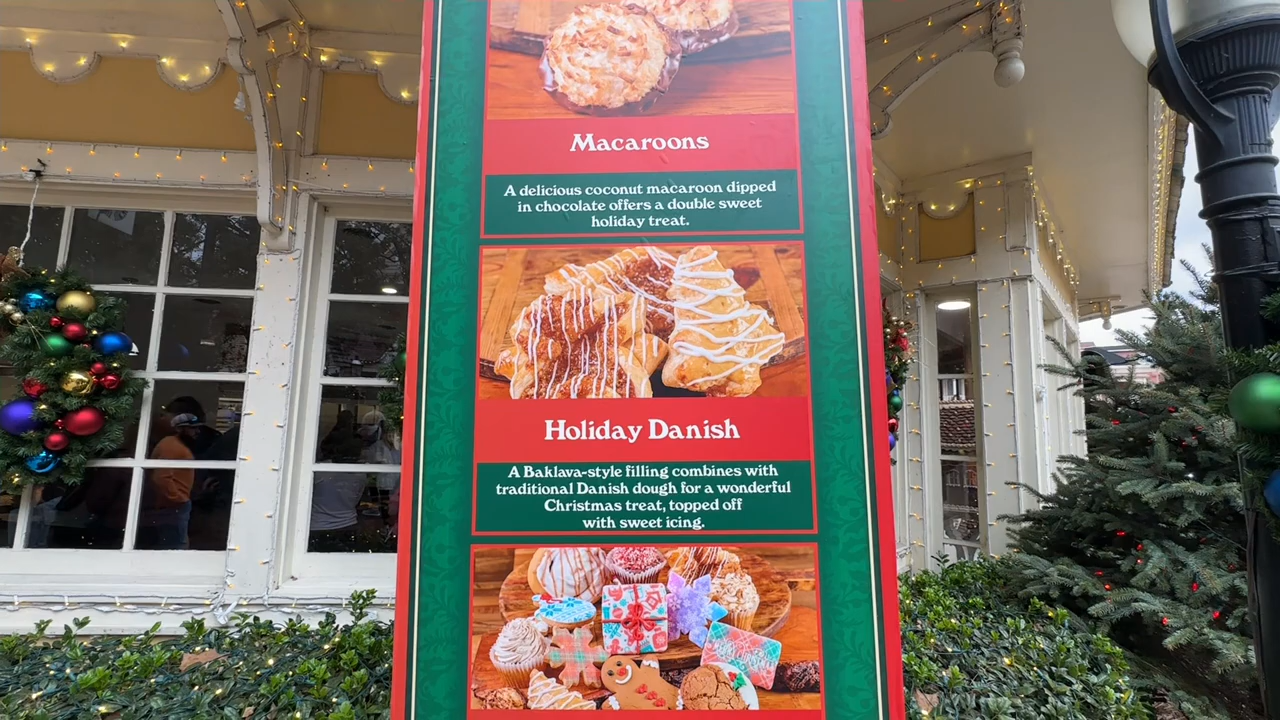 Macaroons
A delicious coconut macaroon dipped
in chocolate offers a double sweet
holiday treat.
Holiday Danish
A Baklava-style filling combines with
traditional Danish dough for a wonderful
Christmas treat, topped off
with sweet icing.